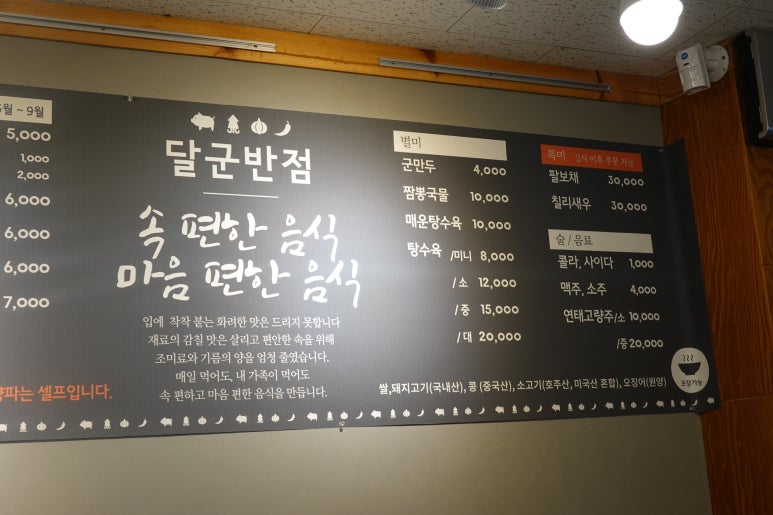 월 ~ 9월
5,000
1,000
2,000
6,000
6,000
6,000
7,000
파는 셀프입니다.
달군반점
속 편한 음식
마음 편한 음식
입에 착착 붙는 화려한 맛은 드리지 못합니다
재료의 감칠 맛은 살리고 편안한 속을 위해
조미료와 기름의 양을 엄청 줄였습니다.
매일 먹어도, 내 가족이 먹어도
속 편하고 마음 편한 음식을 만듭니다.
별미
군만두 4,000
짬뽕국물 10,000
매운탕수육 10,000
탕수육 /미니 8,000
/소 12,000
/중 15,000
/대 20,000
특미 2시 이후 주문 가능
팔보채 30,000
칠리새우 30,000
술 / 음료
콜라, 사이다 1,000
맥주, 소주 4,000
연태고량주/소 10,000
/중 20,000
포장가능
쌀,돼지고기(국내산), 콩 (중국산), 소고기(호주산, 미국산 혼합), 오징어(원양)